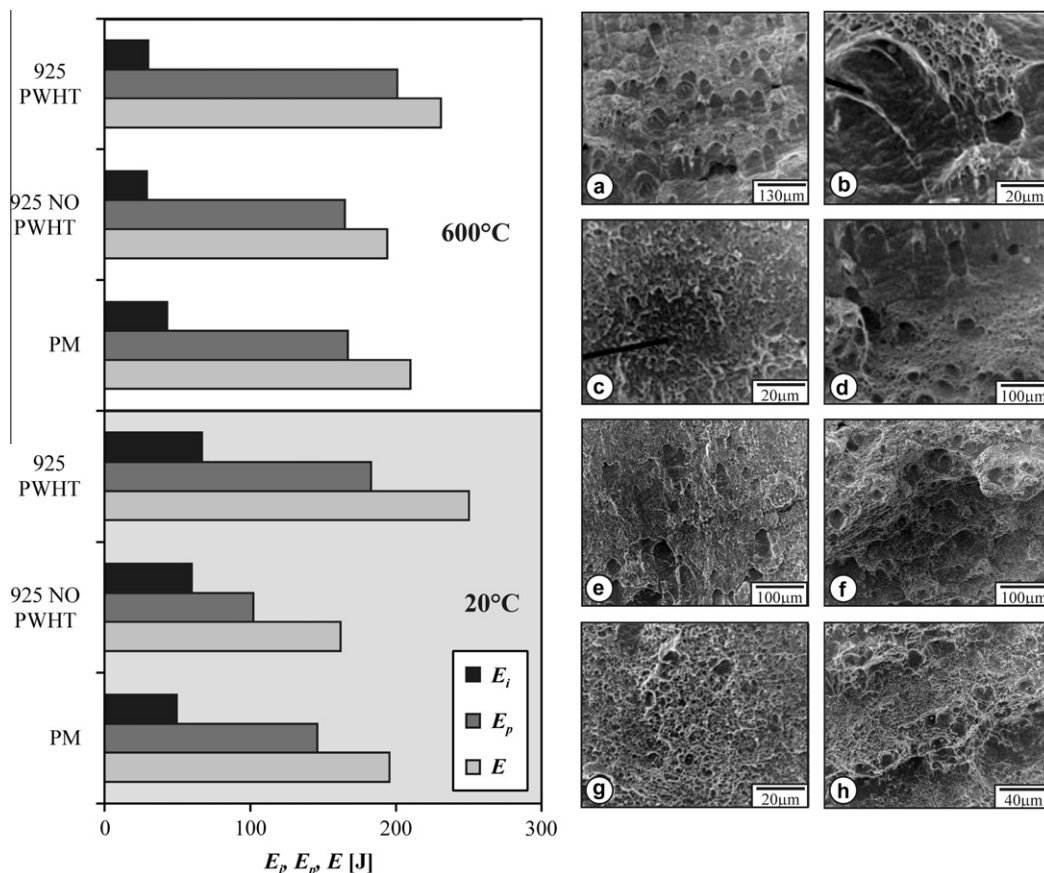 925
PWHT
925 NO
PWHT
600°C
PM
925
PWHT
925 NO
PWHT
20°C
PM
E_i
E_p
E
0 100 200 300
E_i, E_p, E [J]
a 130μm
b 20μm
c 20μm
d 100μm
e 100μm
f 100μm
g 20μm
h 40μm